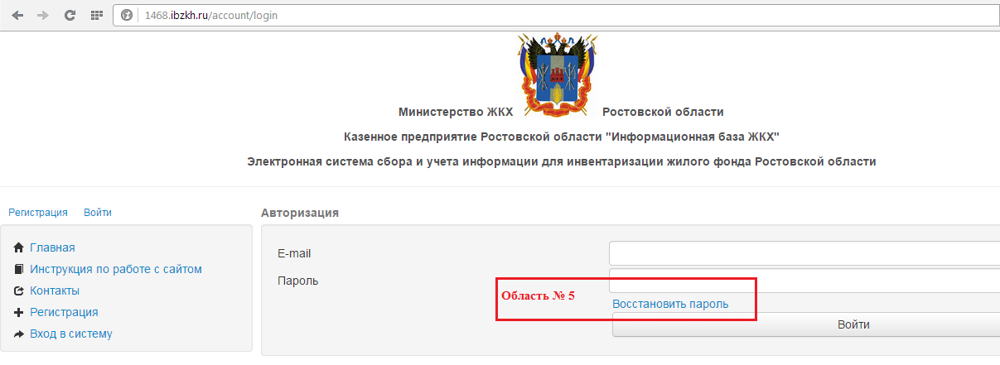 1468.ibzkh.ru/account/login
Министерство ЖКХ Ростовской области
Казенное предприятие Ростовской области "Информационная база ЖКХ"
Электронная система сбора и учета информации для инвентаризации жилого фонда Ростовской области
Регистрация Войти
Главная
Инструкция по работе с сайтом
Контакты
Регистрация
Вход в систему
Авторизация
E-mail
Пароль
Область № 5
Восстановить пароль
Войти